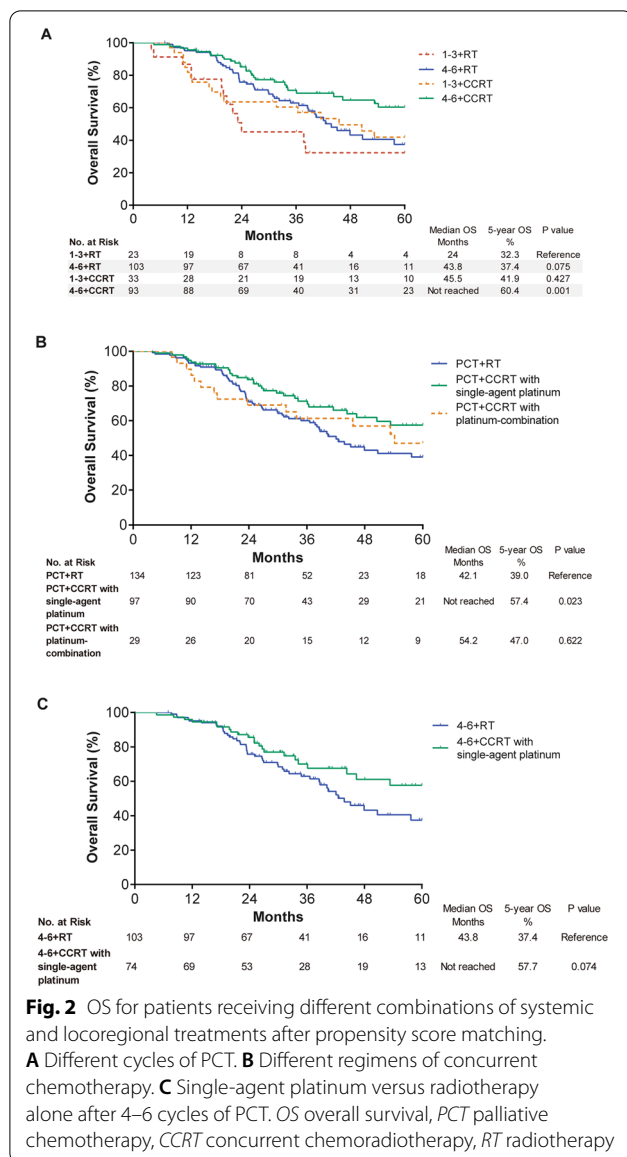 A
Overall Survival (%)
100
80
60
40
20
0
0 12 24 36 48 60
Months
1-3+RT
4-6+RT
1-3+CCRT
4-6+CCRT
Median OS 5-year OS P value
No. at Risk Months %
1-3+RT 23 19 8 8 4 4 24 32.3 Reference
4-6+RT 103 97 67 41 16 11 43.8 37.4 0.075
1-3+CCRT 33 28 21 19 13 10 45.5 41.9 0.427
4-6+CCRT 93 88 69 40 31 23 Not reached 60.4 0.001
B
Overall Survival (%)
100
80
60
40
20
0
0 12 24 36 48 60
Months
PCT+RT
PCT+CCRT with
single-agent platinum
PCT+CCRT with
platinum-combination
Median OS 5-year OS P value
No. at Risk Months %
PCT+RT 134 123 81 52 23 18 42.1 39.0 Reference
PCT+CCRT with
single-agent 97 90 70 43 29 21 Not reached 57.4 0.023
platinum
PCT+CCRT with
platinum- 29 26 20 15 12 9 54.2 47.0 0.622
combination
C
Overall Survival (%)
100
80
60
40
20
0
0 12 24 36 48 60
Months
4-6+RT
4-6+CCRT with
single-agent platinum
Median OS 5-year OS P value
No. at Risk Months %
4-6+RT 103 97 67 41 16 11 43.8 37.4 Reference
4-6+CCRT with
single-agent 74 69 53 28 19 13 Not reached 57.7 0.074
platinum
Fig. 2 OS for patients receiving different combinations of systemic
and locoregional treatments after propensity score matching.
A Different cycles of PCT. B Different regimens of concurrent
chemotherapy. C Single-agent platinum versus radiotherapy
alone after 4–6 cycles of PCT. OS overall survival, PCT palliative
chemotherapy, CCRT concurrent chemoradiotherapy, RT radiotherapy